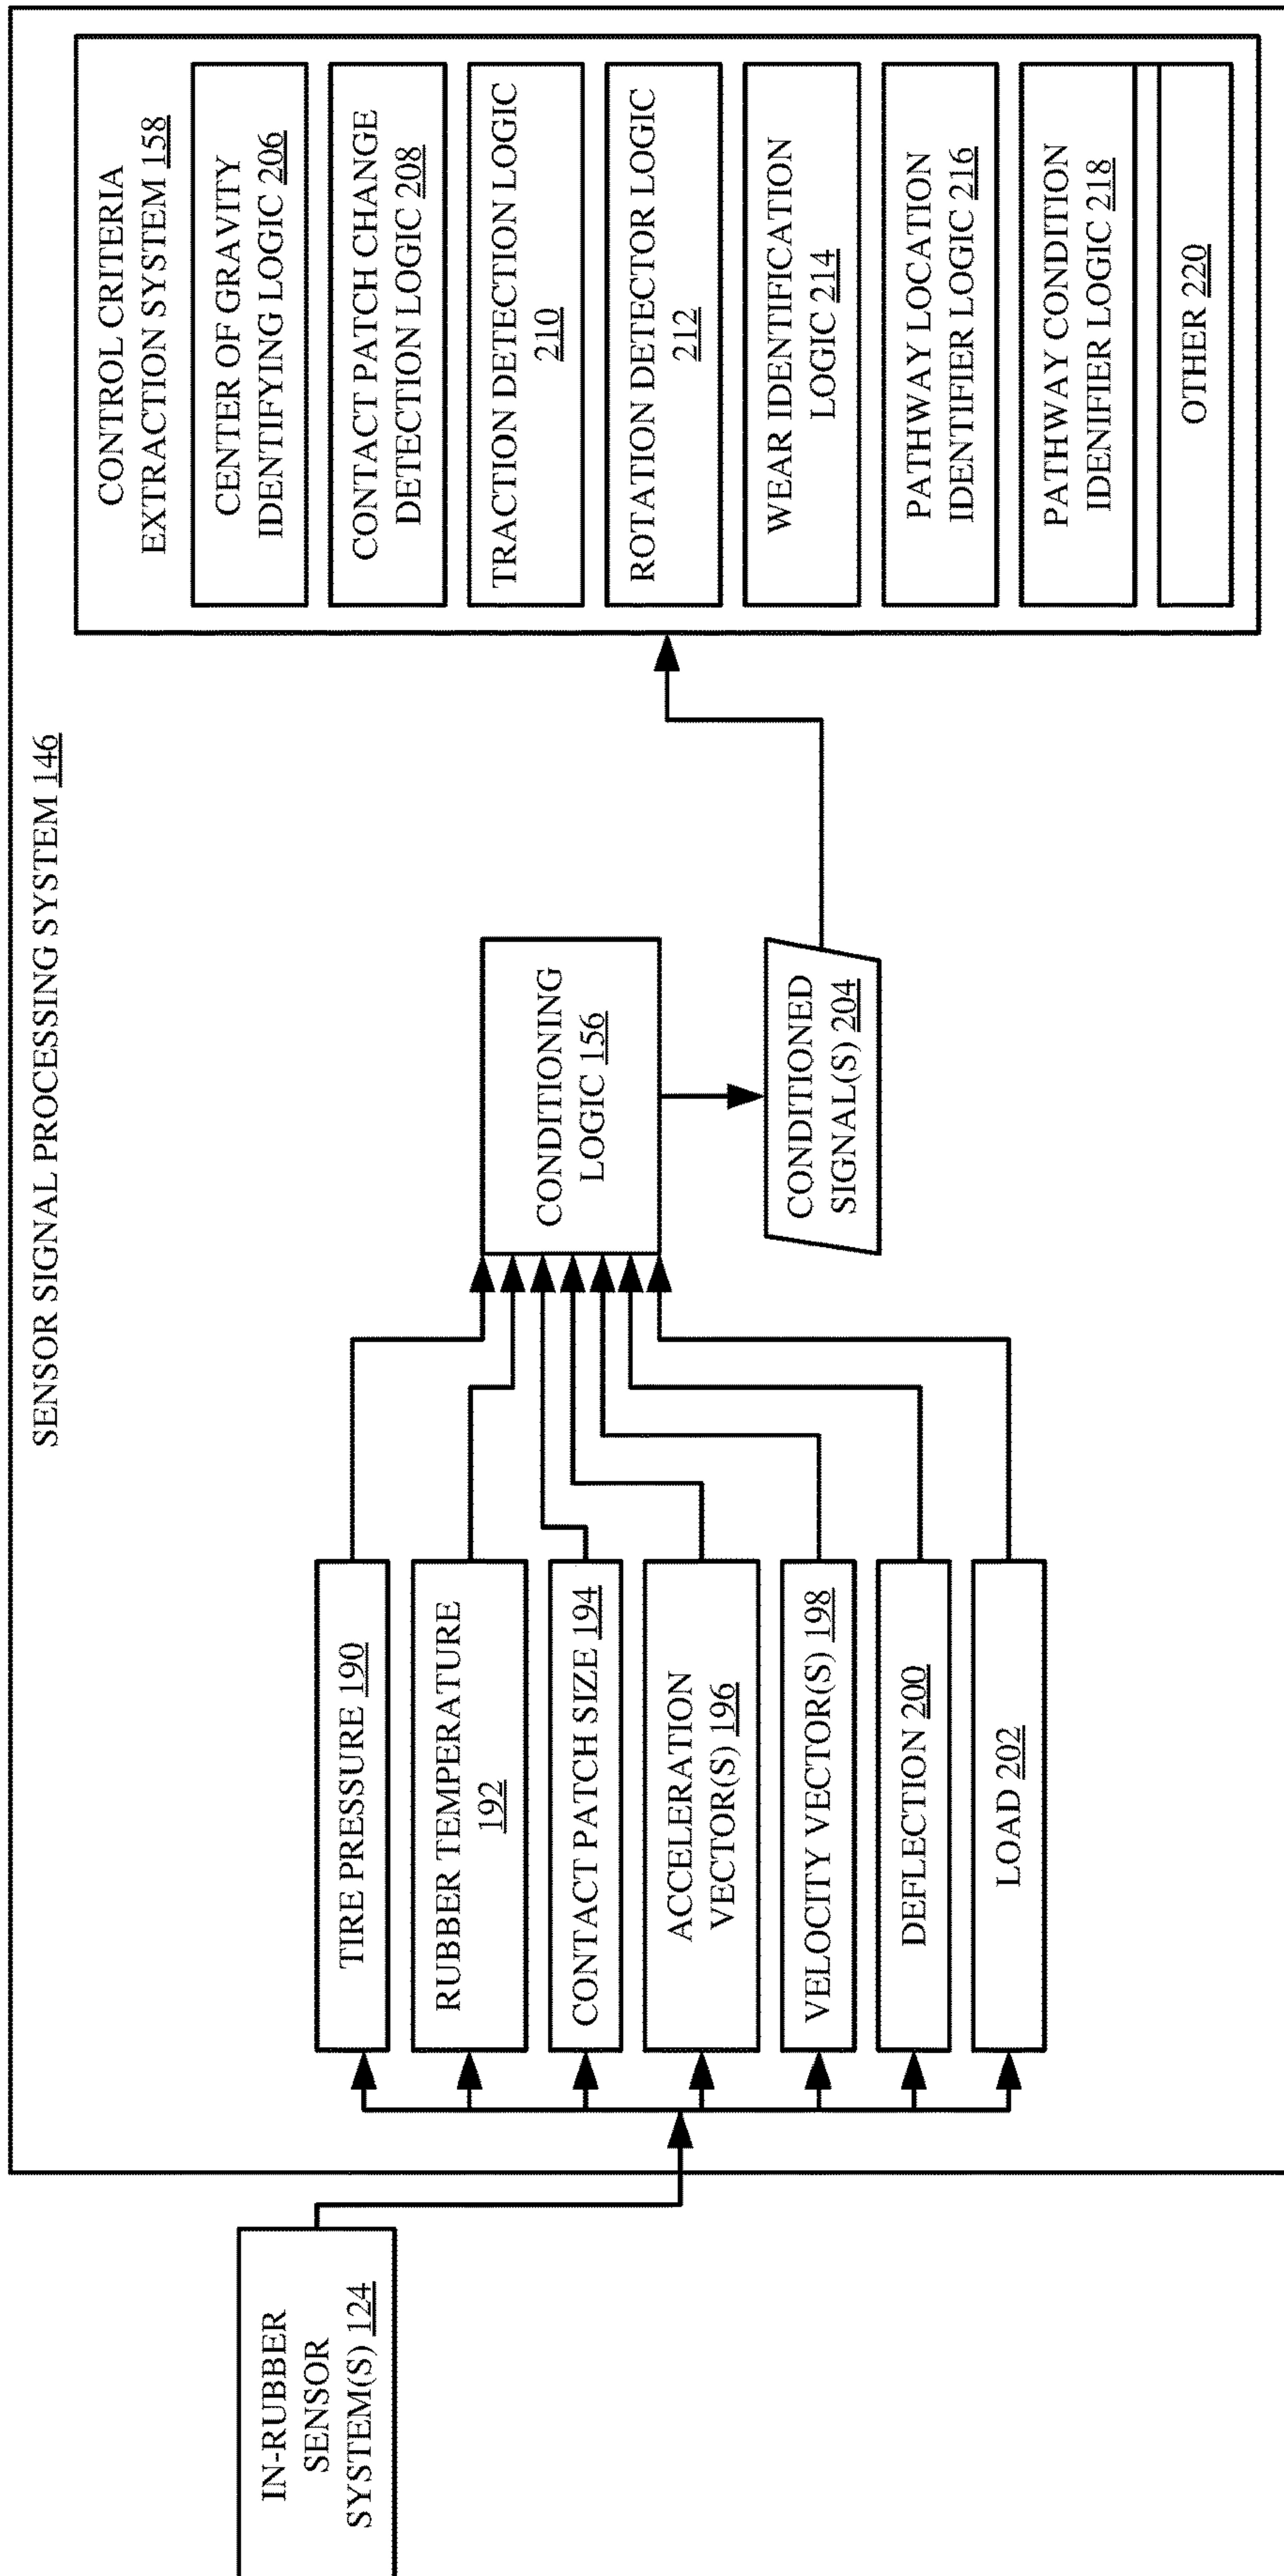 SENSOR SIGNAL PROCESSING SYSTEM 146
IN-RUBBER
SENSOR
SYSTEM(S) 124
TIRE PRESSURE 190
RUBBER TEMPERATURE
192
CONTACT PATCH SIZE 194
ACCELERATION
VECTOR(S) 196
VELOCITY VECTOR(S) 198
DEFLECTION 200
LOAD 202
CONDITIONING
LOGIC 156
CONDITIONED
SIGNAL(S) 204
CONTROL CRITERIA
EXTRACTION SYSTEM 158
CENTER OF GRAVITY
IDENTIFYING LOGIC 206
CONTACT PATCH CHANGE
DETECTION LOGIC 208
TRACTION DETECTION LOGIC
210
ROTATION DETECTOR LOGIC
212
WEAR IDENTIFICATION
LOGIC 214
PATHWAY LOCATION
IDENTIFIER LOGIC 216
PATHWAY CONDITION
IDENIFER LOGIC 218
OTHER 220